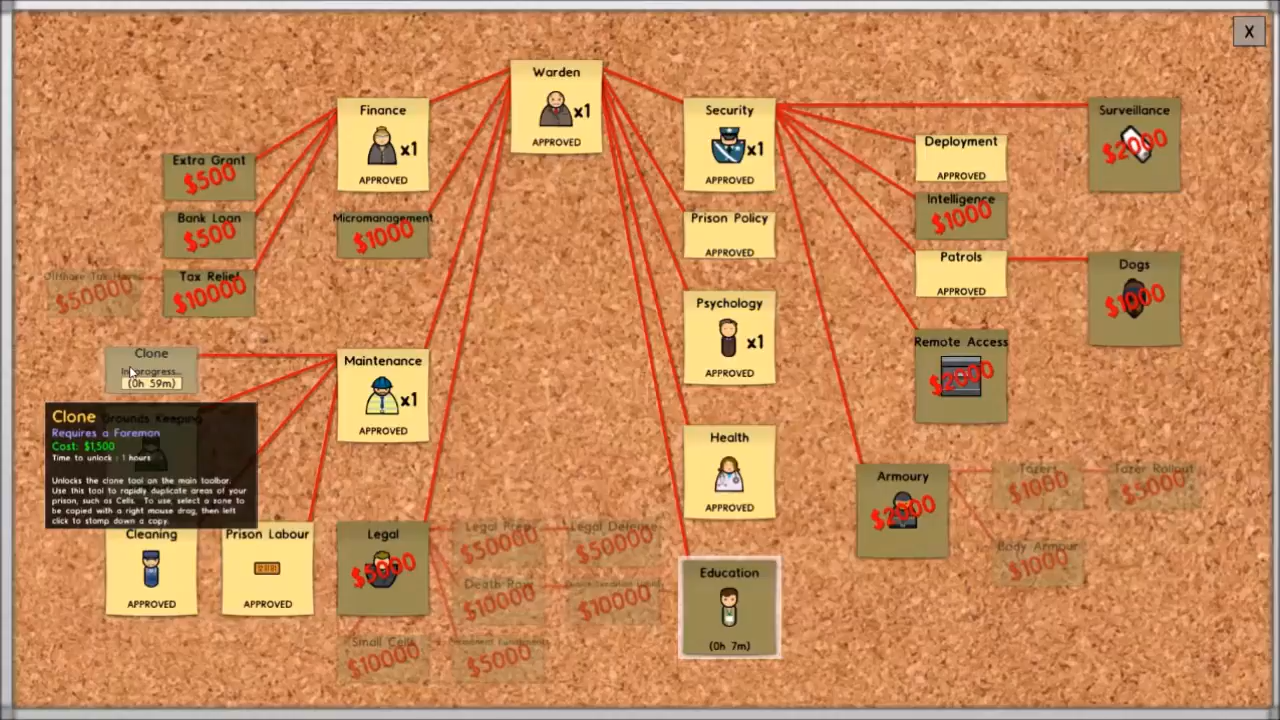 X
Warden
x1
APPROVED
Finance
x1
APPROVED
Security
x1
APPROVED
Surveillance
$2000
Deployment
APPROVED
Extra Grant
$500
Intelligence
$1000
Bank Loan
$500
Micromanagement
$1000
Prison Policy
APPROVED
Patrols
APPROVED
Dogs
$1000
$50000
Tax Relief
$10000
Psychology
x1
APPROVED
Remote Access
$2000
Clone
In progress...
(0h 59m)
Maintenance
x1
APPROVED
Grounds Keeping
Clone
Requires a Foreman
Cost: $1,500
Time to unlock : 1 hours
Unlocks the clone tool on the main toolbar.
Use this tool to rapidly duplicate areas of your
prison, such as Cells. To use, select a zone to
be copied with a right mouse drag, then left
click to stamp down a copy.
Health
APPROVED
Armoury
$2000
Tazers
$1000
Tazer Rollout
$5000
Body Armour
$1000
Cleaning
APPROVED
Prison Labour
APPROVED
Legal
$5000
Legal Prep
$50000
Legal Defense
$50000
Death Row
$10000
$10000
Small Cells
$10000
$5000
Education
(0h 7m)